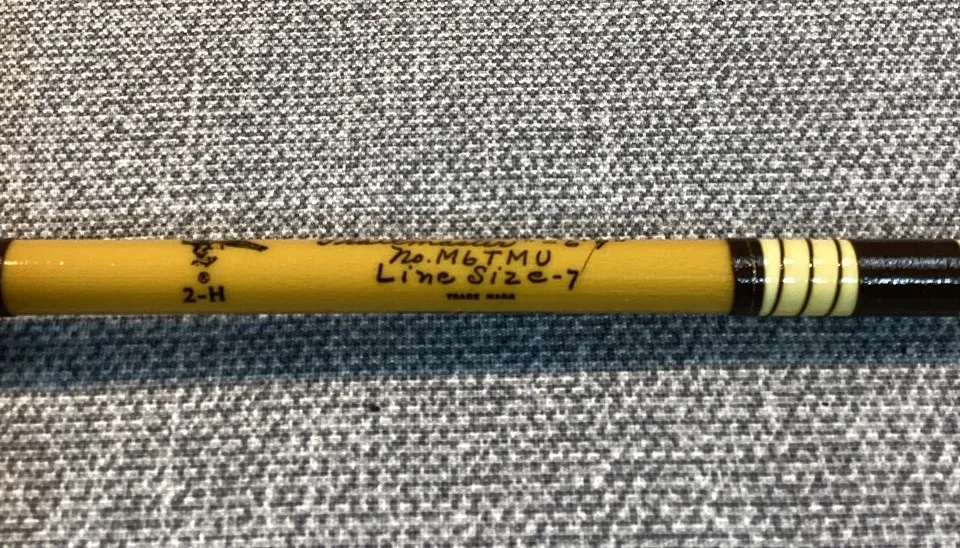 No. M6TMU
Line Size-7
TRADE MARK
®
2-H